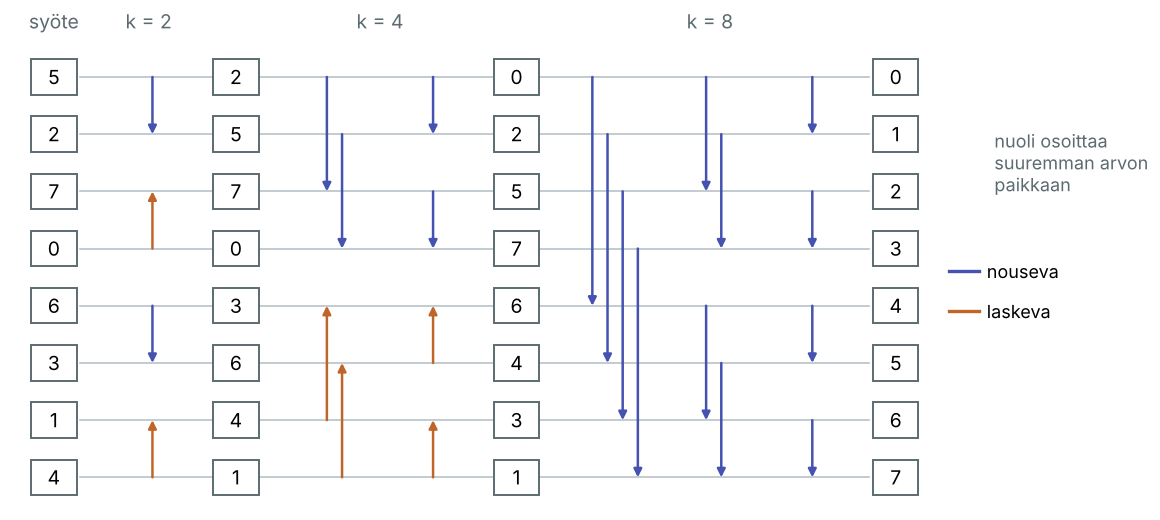 syöte k = 2 k = 4 k = 8
5 2 0 0
2 5 2 1
7 7 5 2
0 0 7 3
6 3 6 4
3 6 4 5
1 4 3 6
4 1 1 7
nuoli osoittaa
suuremman arvon
paikkaan
nouseva
laskeva